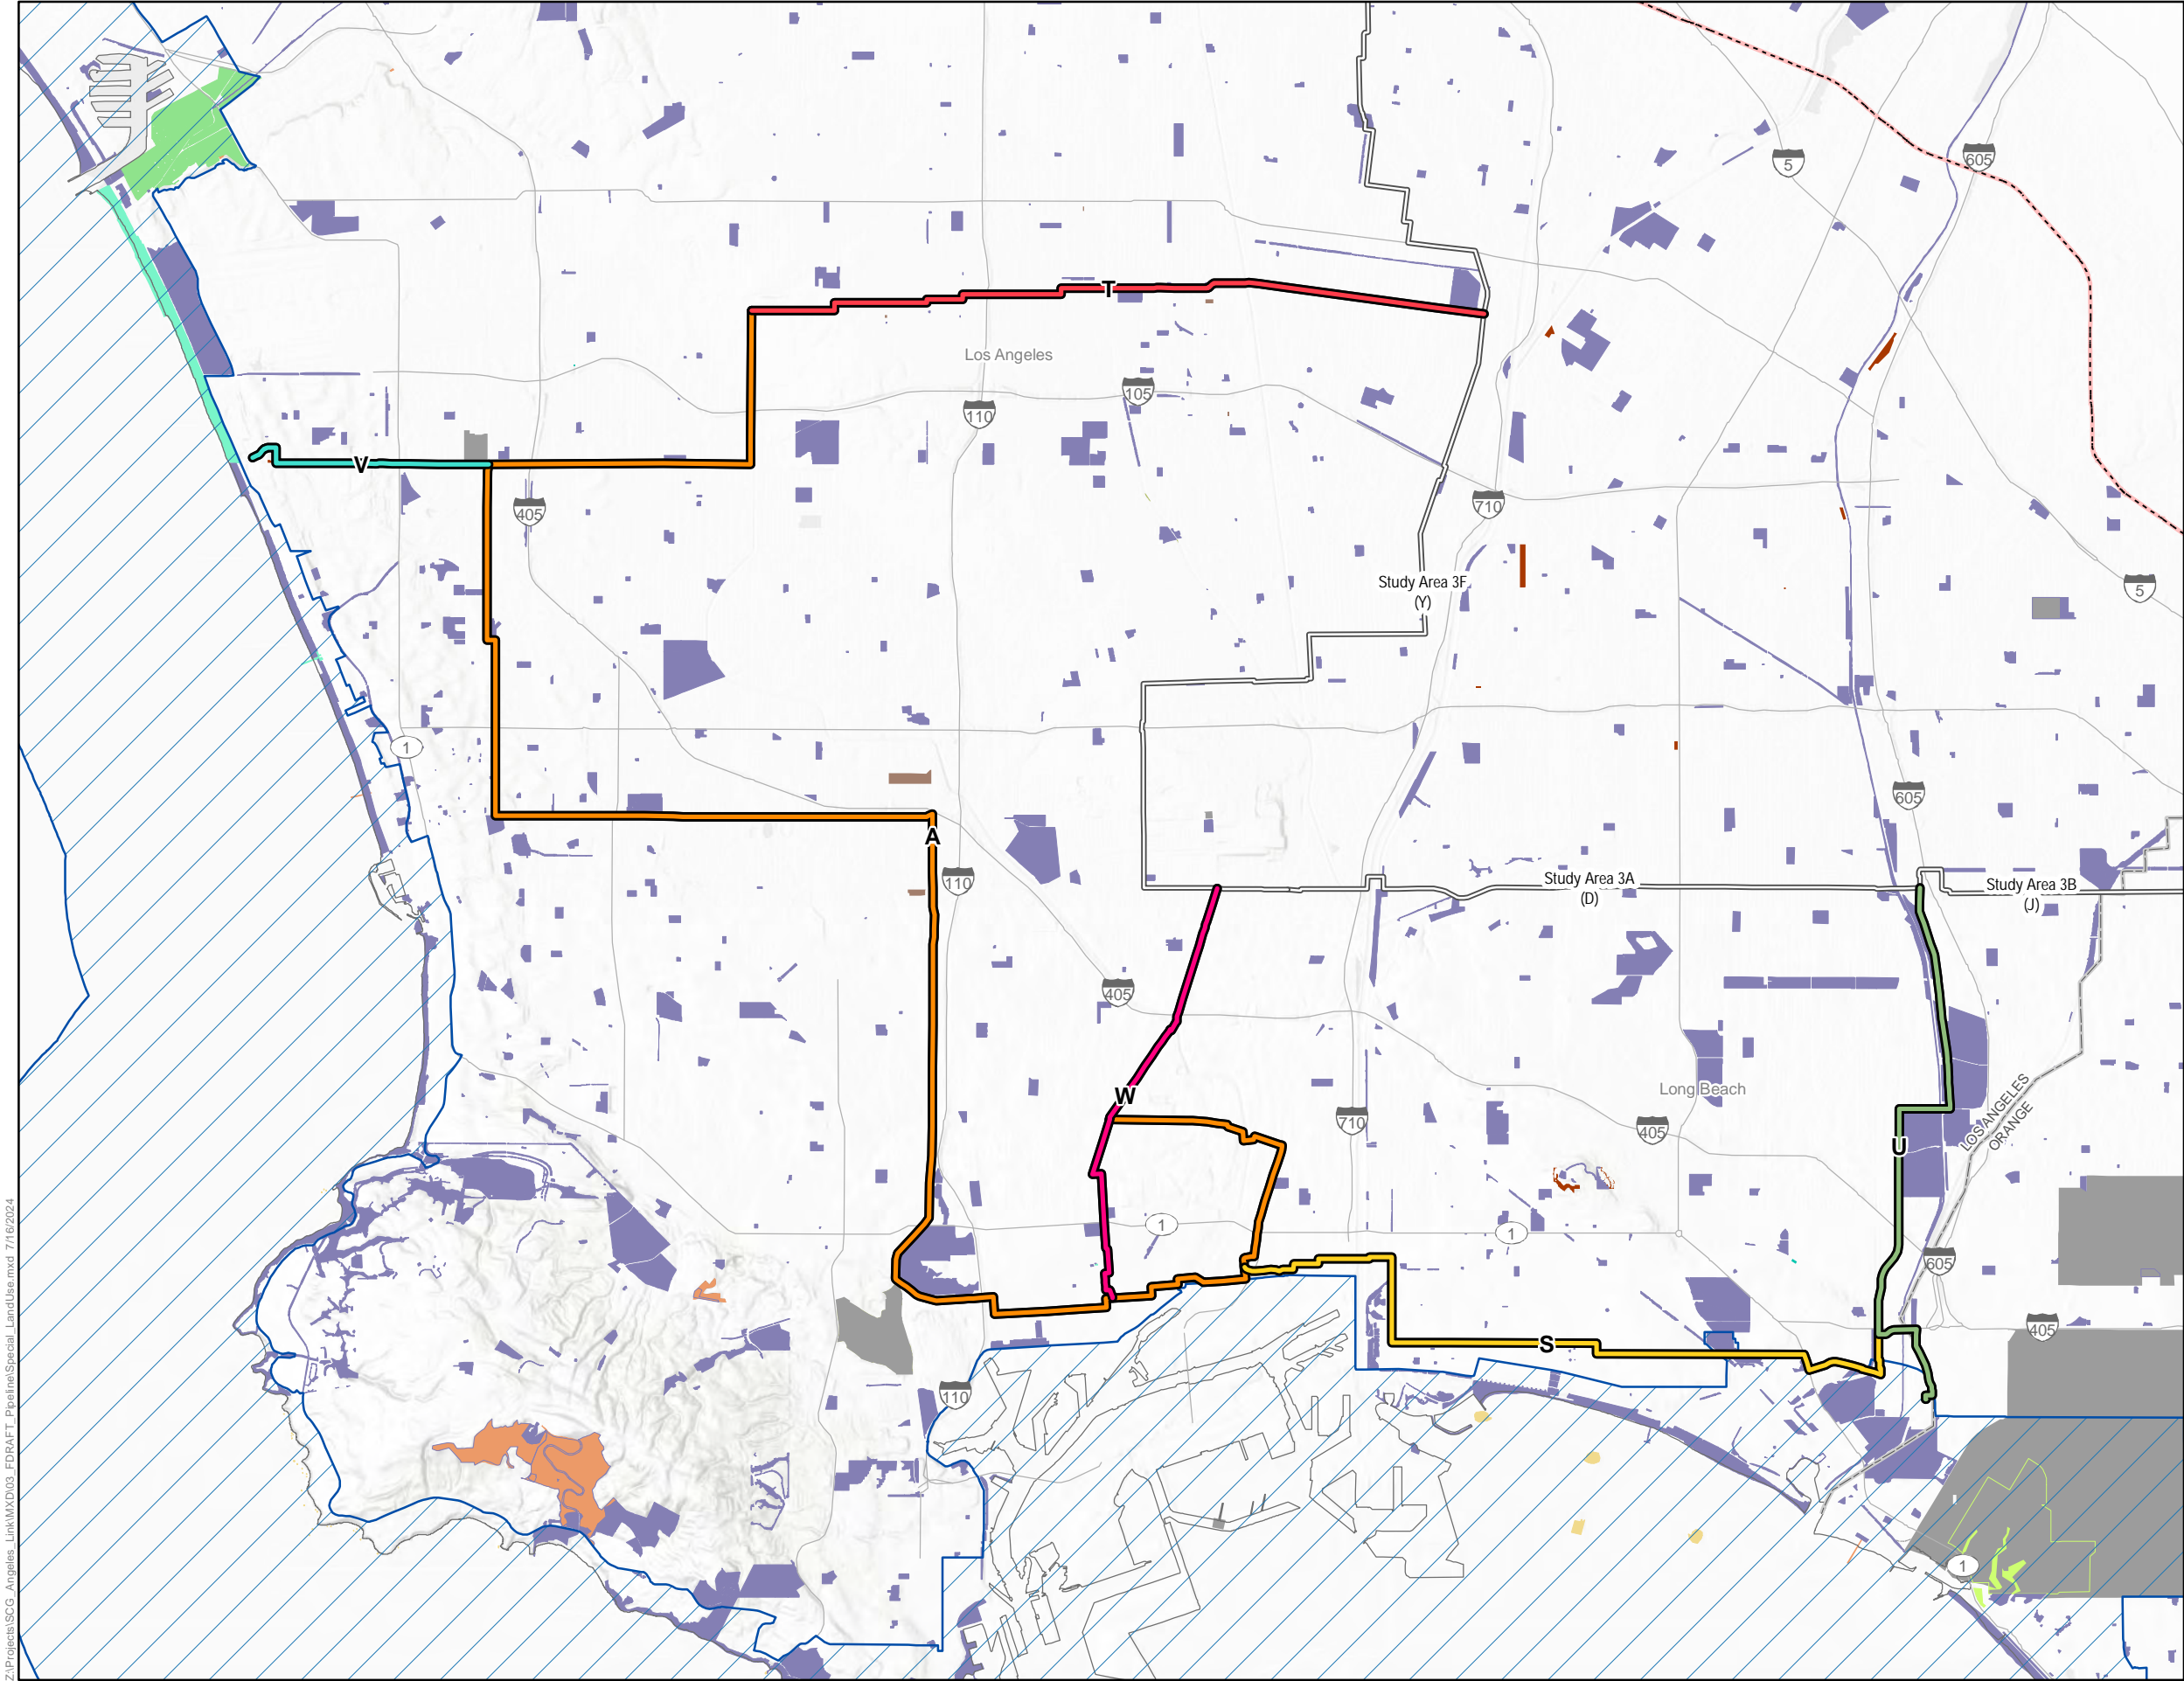 605
5
T
Los Angeles
105
110
V
405
710
Study Area 3F
(Y)
5
1
605
A
110
Study Area 3A
(D)
Study Area 3B
(J)
405
W
Long Beach
710
405
LOS ANGELES
ORANGE
U
1
1
605
405
S
110
1
Z:\Projects\SCG_Angeles_Link\MXD\03_FDRAFT_Pipeline\Special_LandUse.mxd 7/16/2024